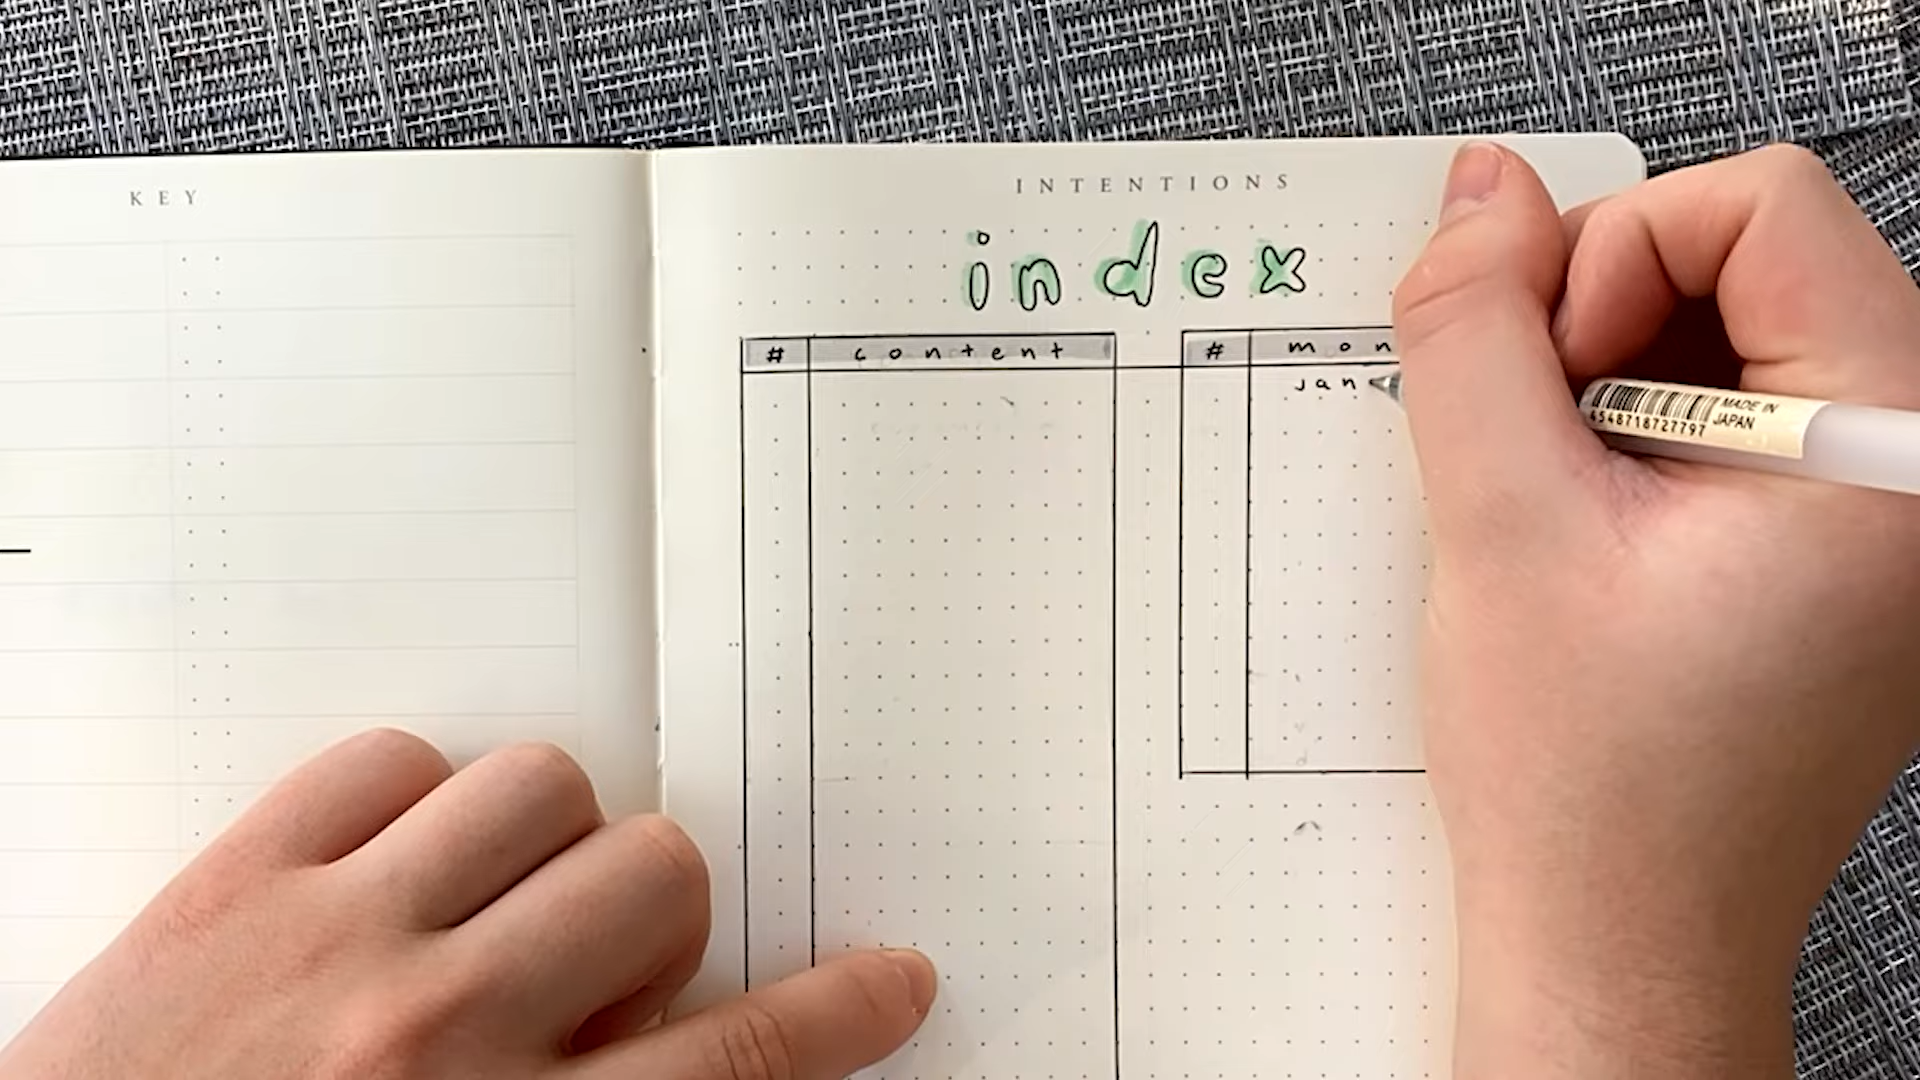 KEY
INTENTIONS
index
# content
# mon
jan
MADE IN
JAPAN
4548718727797